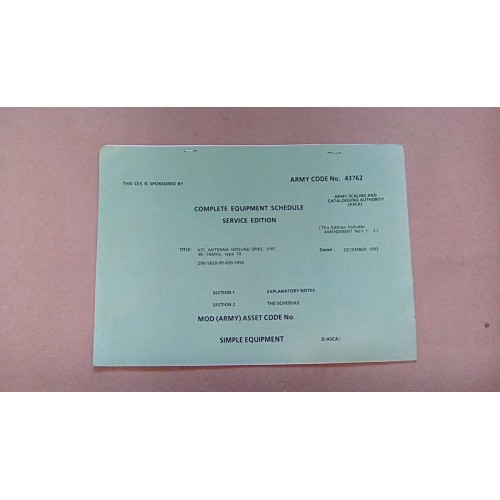 ARMY CODE No. 43762
THIS CES IS SPONSORED BY
ARMY SCALING AND
CATALOGUING AUTHORITY
(ASCA)
COMPLETE EQUIPMENT SCHEDULE
SERVICE EDITION
(This Edition includes
AMENDMENT No's 1 - 2)
TITLE: KIT, ANTENNA GROUND SPIKE, VHF,
30 - 76MHz, type 10
Dated: DECEMBER 1993
SECTION 1 EXPLANATORY NOTES
SECTION 2 THE SCHEDULE
MOD (ARMY) ASSET CODE No.
SIMPLE EQUIPMENT D/ASCA/